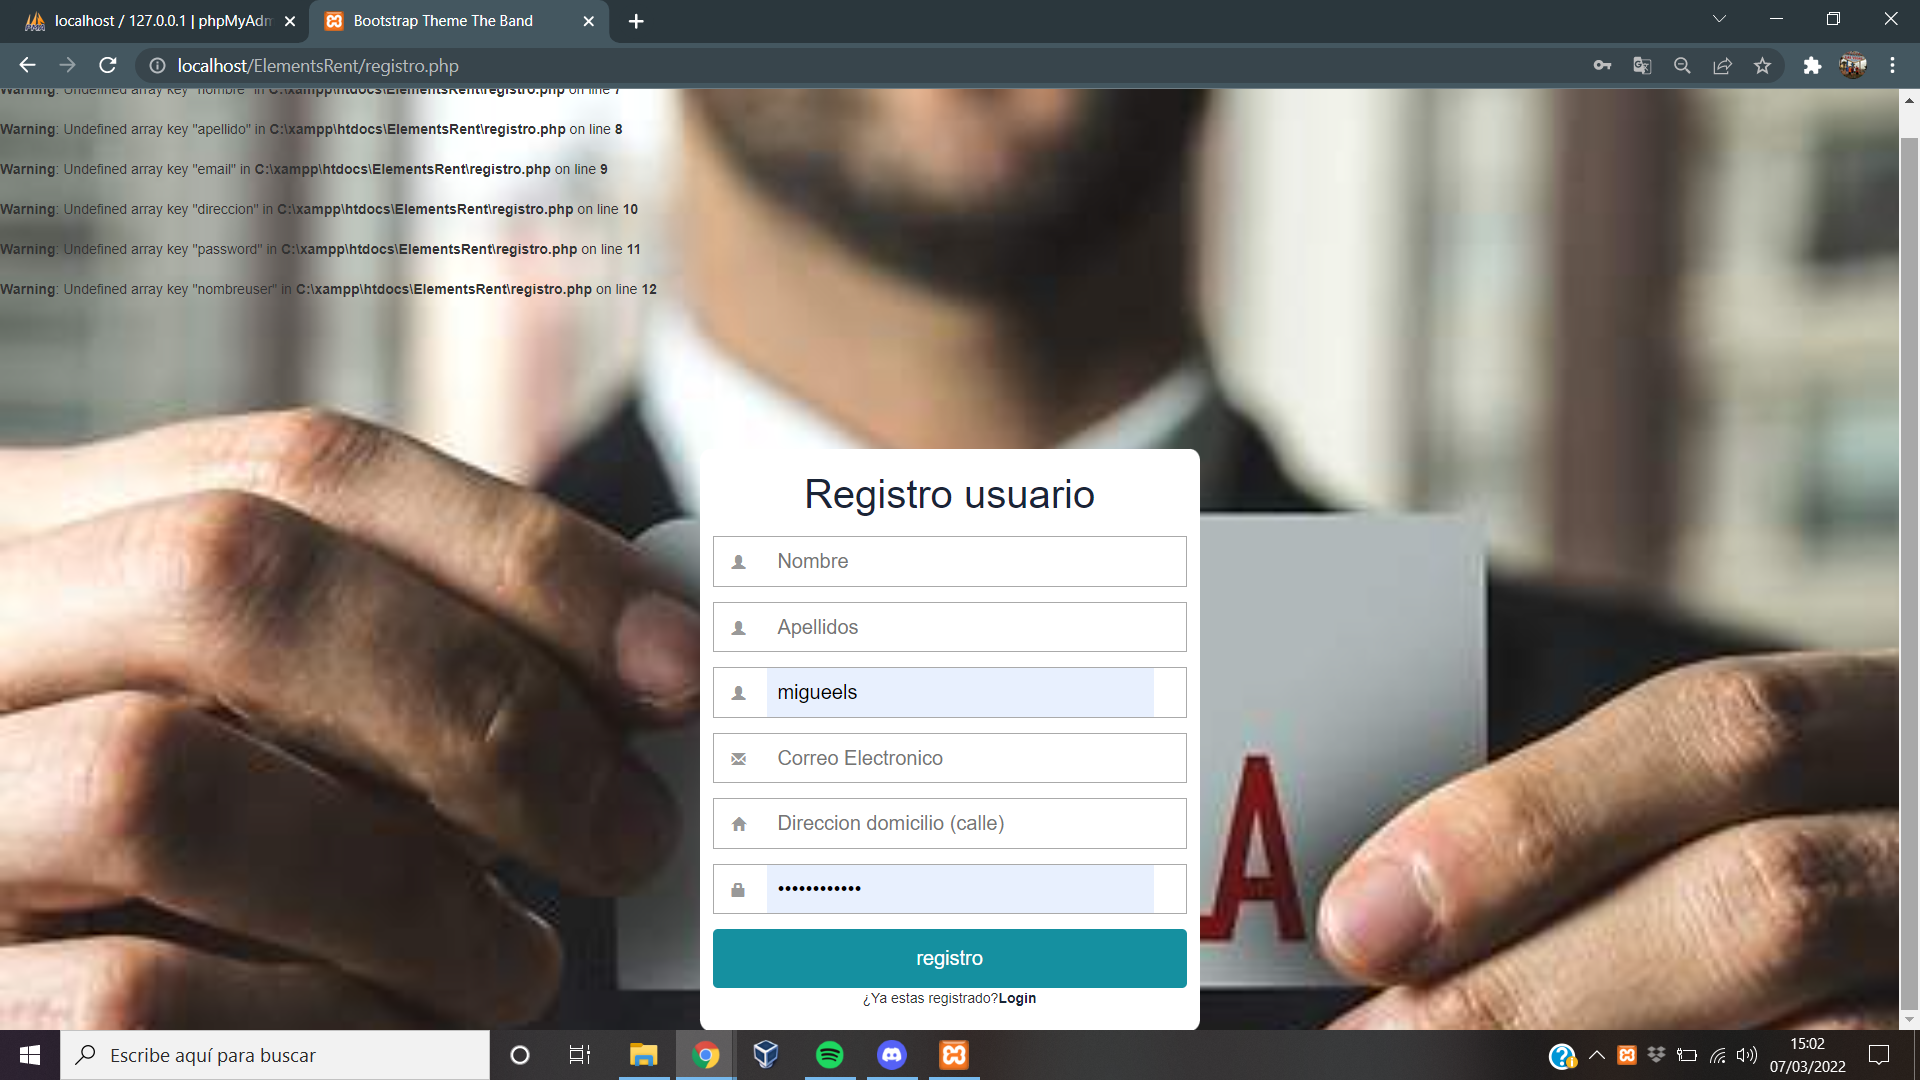 localhost / 127.0.0.1 | phpMyAdm
Bootstrap Theme The Band
localhost/ElementsRent/registro.php
Warning: Undefined array key "nombre" in C:\xampp\htdocs\ElementsRent\registro.php on line 7
Warning: Undefined array key "apellido" in C:\xampp\htdocs\ElementsRent\registro.php on line 8
Warning: Undefined array key "email" in C:\xampp\htdocs\ElementsRent\registro.php on line 9
Warning: Undefined array key "direccion" in C:\xampp\htdocs\ElementsRent\registro.php on line 10
Warning: Undefined array key "password" in C:\xampp\htdocs\ElementsRent\registro.php on line 11
Warning: Undefined array key "nombreuser" in C:\xampp\htdocs\ElementsRent\registro.php on line 12
Registro usuario
Nombre
Apellidos
migueels
Correo Electronico
Direccion domicilio (calle)
••••••••••••
registro
¿Ya estas registrado?Login
A
Escribe aquí para buscar
15:02
07/03/2022